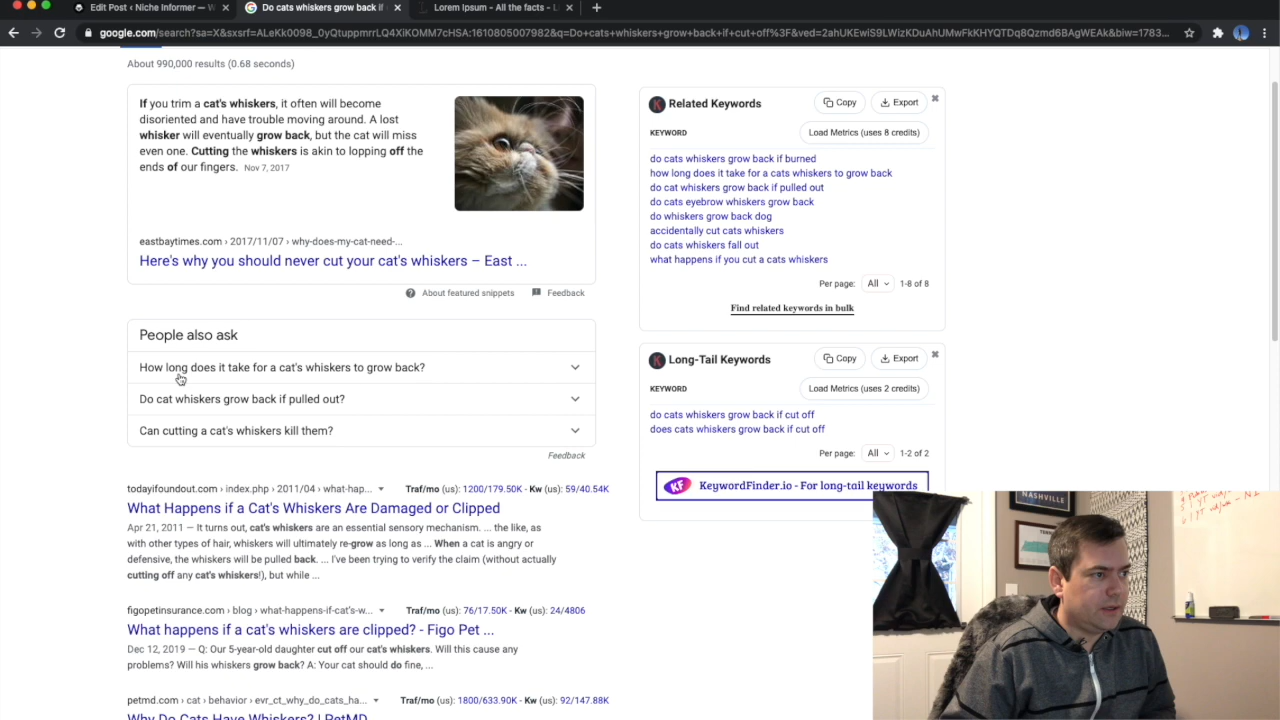 Edit Post ‹ Niche Informer — W
Do cats whiskers grow back if
Lorem Ipsum - All the facts - L
google.com/search?sa=X&sxsrf=ALeKk0098_0yQtuppmrrLQ4XiKOMM7cHSA:1610805007982&q=Do+cats+whiskers+grow+back+if+cut+off%3F&ved=2ahUKEwiS9LWizKDuAhUMwFkKHYQTDq8Qzmd6BAgWEAk&biw=1783...
About 990,000 results (0.68 seconds)
If you trim a cat's whiskers, it often will become
disoriented and have trouble moving around. A lost
whisker will eventually grow back, but the cat will miss
even one. Cutting the whiskers is akin to lopping off the
ends of our fingers. Nov 7, 2017
eastbaytimes.com › 2017/11/07 › why-does-my-cat-need-...
Here's why you should never cut your cat's whiskers – East ...
About featured snippets
Feedback
People also ask
How long does it take for a cat's whiskers to grow back?
Do cat whiskers grow back if pulled out?
Can cutting a cat's whiskers kill them?
Feedback
todayifoundout.com › index.php › 2011/04 › what-hap... Traf/mo (us): 1200/179.50K - Kw (us): 59/40.54K
What Happens if a Cat's Whiskers Are Damaged or Clipped
Apr 21, 2011 — It turns out, cat's whiskers are an essential sensory mechanism. ... the like, as
with other types of hair, whiskers will ultimately re-grow as long as ... When a cat is angry or
defensive, the whiskers will be pulled back. ... I've been trying to verify the claim (without actually
cutting off any cat's whiskers!), but while ...
figopetinsurance.com › blog › what-happens-if-cat's-w... Traf/mo (us): 76/17.50K - Kw (us): 24/4806
What happens if a cat's whiskers are clipped? - Figo Pet ...
Dec 12, 2019 — Q: Our 5-year-old daughter cut off our cat's whiskers. Will this cause any
problems? Will his whiskers grow back? A: Your cat should do fine, ...
petmd.com › cat › behavior › evr_ct_why_do_cats_ha... Traf/mo (us): 1800/633.90K - Kw (us): 92/147.88K
Why Do Cats Have Whiskers? | PetMD
Related Keywords
Copy
Export
KEYWORD
Load Metrics (uses 8 credits)
do cats whiskers grow back if burned
how long does it take for a cats whiskers to grow back
do cat whiskers grow back if pulled out
do cats eyebrow whiskers grow back
do whiskers grow back dog
accidentally cut cats whiskers
do cats whiskers fall out
what happens if you cut a cats whiskers
Per page: All 1-8 of 8
Find related keywords in bulk
Long-Tail Keywords
Copy
Export
KEYWORD
Load Metrics (uses 2 credits)
do cats whiskers grow back if cut off
does cats whiskers grow back if cut off
Per page: All 1-2 of 2
KF KeywordFinder.io - For long-tail keywords
NASHVILLE